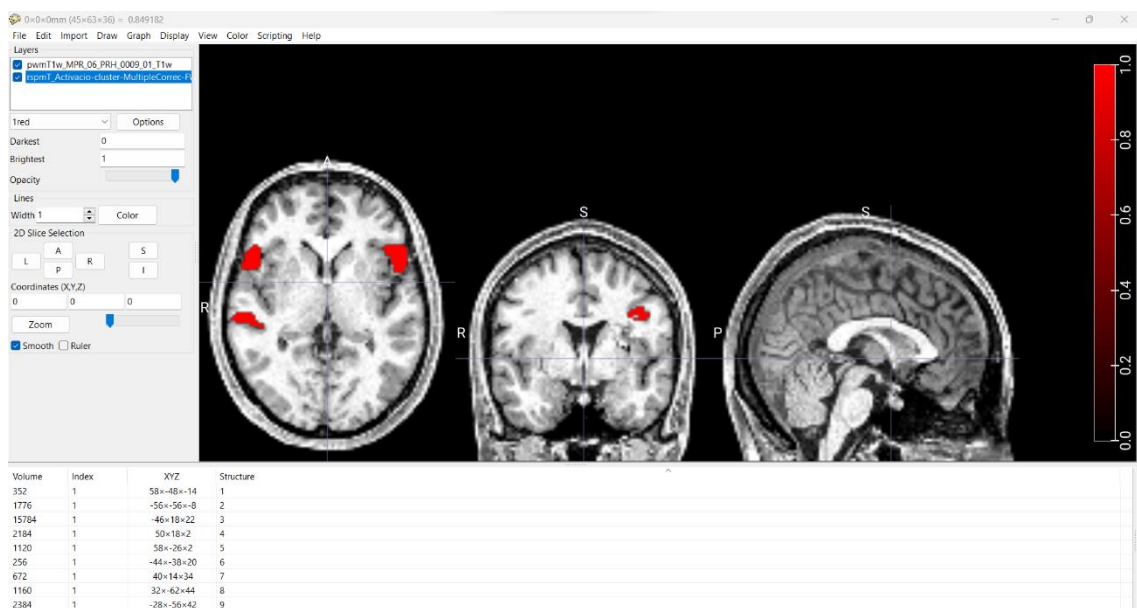 0×0×0mm (45×63×36) = 0.849182
File Edit Import Draw Graph Display View Color Scripting Help
Layers
pwmT1w_MPR_06_PRH_0009_01_T1w
rspmT_Activacio-cluster-MultipleCorrec-F
1red Options
Darkest 0
Brightest 1
Opacity
Lines
Width 1 Color
2D Slice Selection
A S
L R
P I
Coordinates (X,Y,Z)
0 0 0
Zoom
Smooth Ruler
A
R
S
R
S
P
1.0
0.8
0.6
0.4
0.2
0.0
Volume Index XYZ Structure
352 1 58×-48×-14 1
1776 1 -56×-56×-8 2
15784 1 -46×18×22 3
2184 1 50×18×2 4
1120 1 58×-26×2 5
256 1 -44×-38×20 6
672 1 40×14×34 7
1160 1 32×-62×44 8
2384 1 -28×-56×42 9